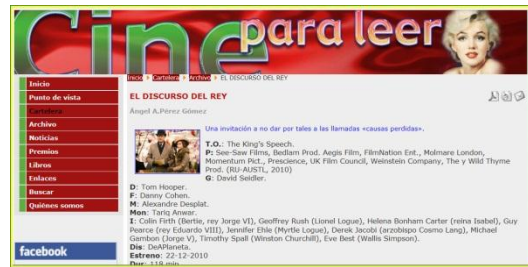 Cine para leer
Inicio Cartelera Archivo EL DISCURSO DEL REY
Inicio
Punto de vista
Cartelera
Archivo
Noticias
Premios
Libros
Enlaces
Buscar
Quiénes somos
facebook
EL DISCURSO DEL REY
Ángel A.Pérez Gómez
Una invitación a no dar por tales a las llamadas «causas perdidas».
T.O.: The King's Speech.
P: See-Saw Films, Bedlam Prod. Aegis Film, FilmNation Ent., Molmare London,
Momentum Pict., Prescience, UK Film Council, Weinstein Company, The y Wild Thyme
Prod. (RU-AUSTL, 2010)
G: David Seidler.
D: Tom Hooper.
F: Danny Cohen.
M: Alexandre Desplat.
Mon: Tariq Anwar.
I: Colin Firth (Bertie, rey Jorge VI), Geoffrey Rush (Lionel Logue), Helena Bonham Carter (reina Isabel), Guy
Pearce (rey Eduardo VIII), Jennifer Ehle (Myrtle Logue), Derek Jacobi (arzobispo Cosmo Lang), Michael
Gambon (Jorge V), Timothy Spall (Winston Churchill), Eve Best (Wallis Simpson).
Dis: DeAPlaneta.
Estreno: 22-12-2010
Dur: 118 min.